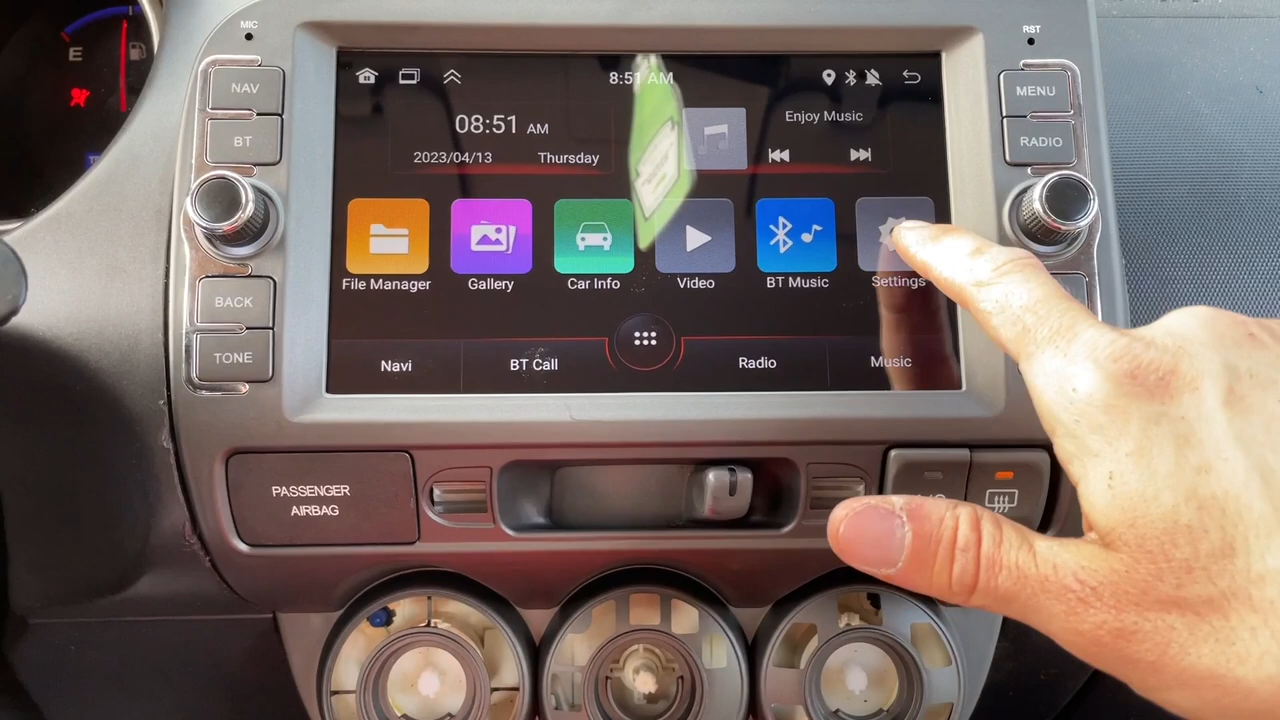 MIC
RST
E
NAV
BT
BACK
TONE
8:51 AM
08:51 AM
2023/04/13 Thursday
Enjoy Music
File Manager
Gallery
Car Info
Video
BT Music
Settings
Navi
BT Call
Radio
Music
MENU
RADIO
PASSENGER
AIRBAG